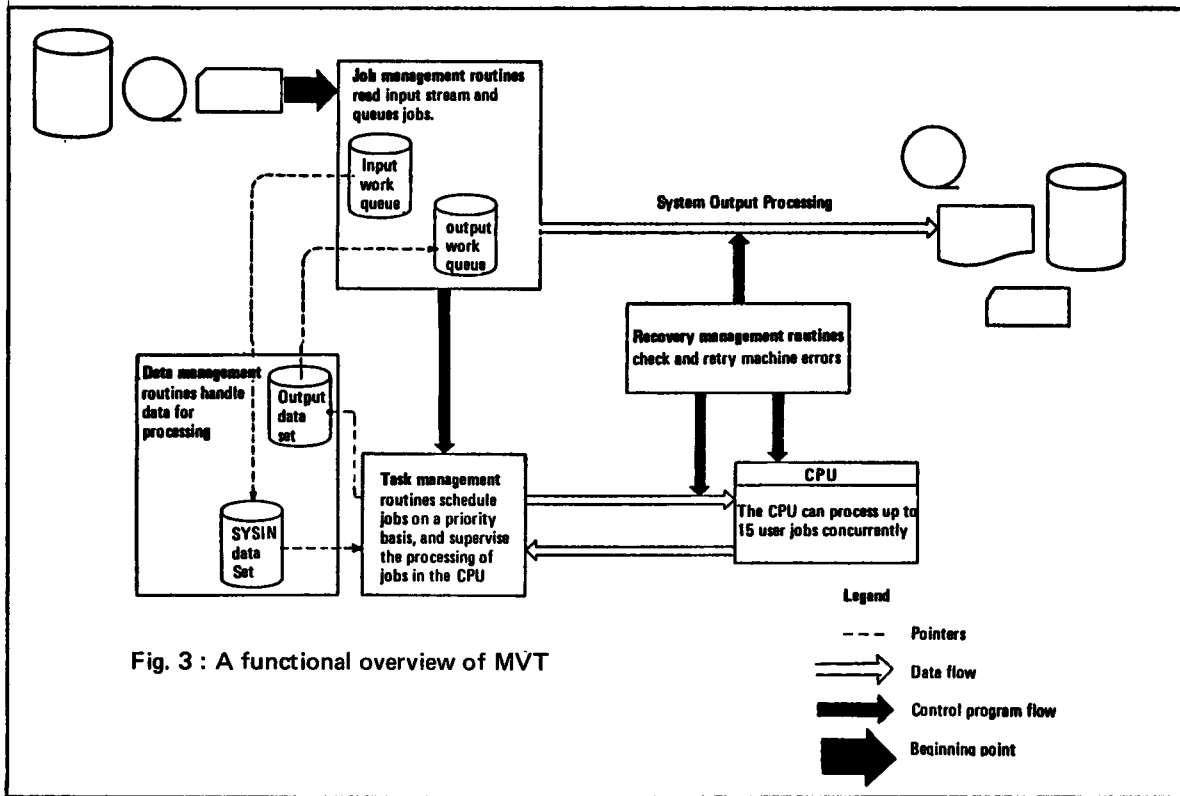 Job management routines
read input stream and
queues jobs.
Input
work
queue
output
work
queue
System Output Processing
Recovery management routines
check and retry machine errors
Data management
routines handle
data for
processing
Output
data
set
SYSIN
data
Set
Task management
routines schedule
jobs on a priority
basis, and supervise
the processing of
jobs in the CPU
CPU
The CPU can process up to
15 user jobs concurrently
Legend
Pointers
Data flow
Control program flow
Beginning point
Fig. 3 : A functional overview of MVT